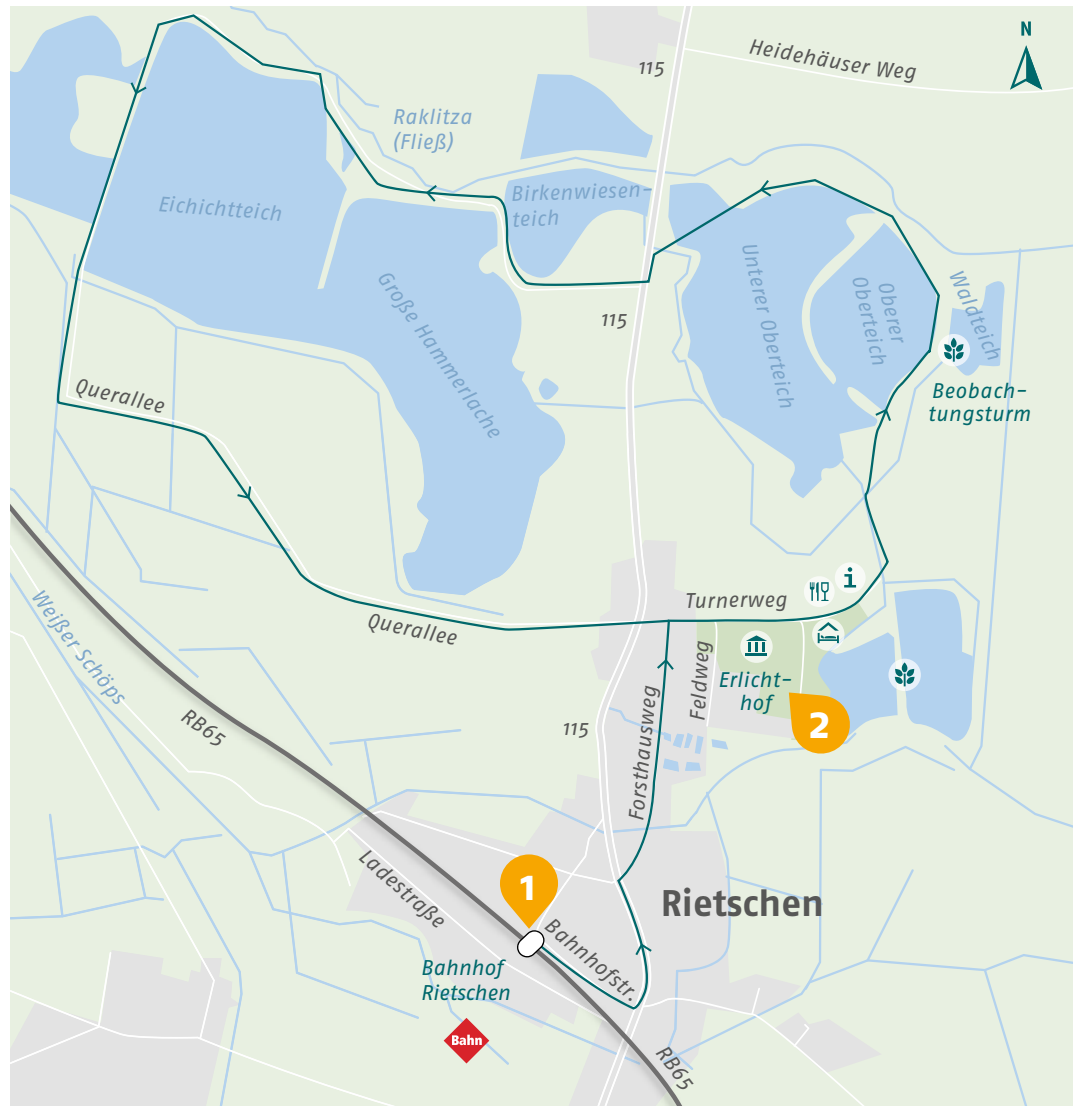 N
115
Heidehäuser Weg
Raklitza
(Fließ)
Eichichtteich
Birkenwiesen-
teich
Große Hammerlache
Unterer Oberteich
Oberer
Oberteich
Waldteich
115
Beobach-
tungsturm
Querallee
Querallee
Turnerweg
i
Weißer Schöps
RB65
115
Forsthausweg
Feldweg
Erlicht-
hof
2
Ladestraße
1
Rietschen
Bahnhofstr.
Bahnhof
Rietschen
Bahn
RB65